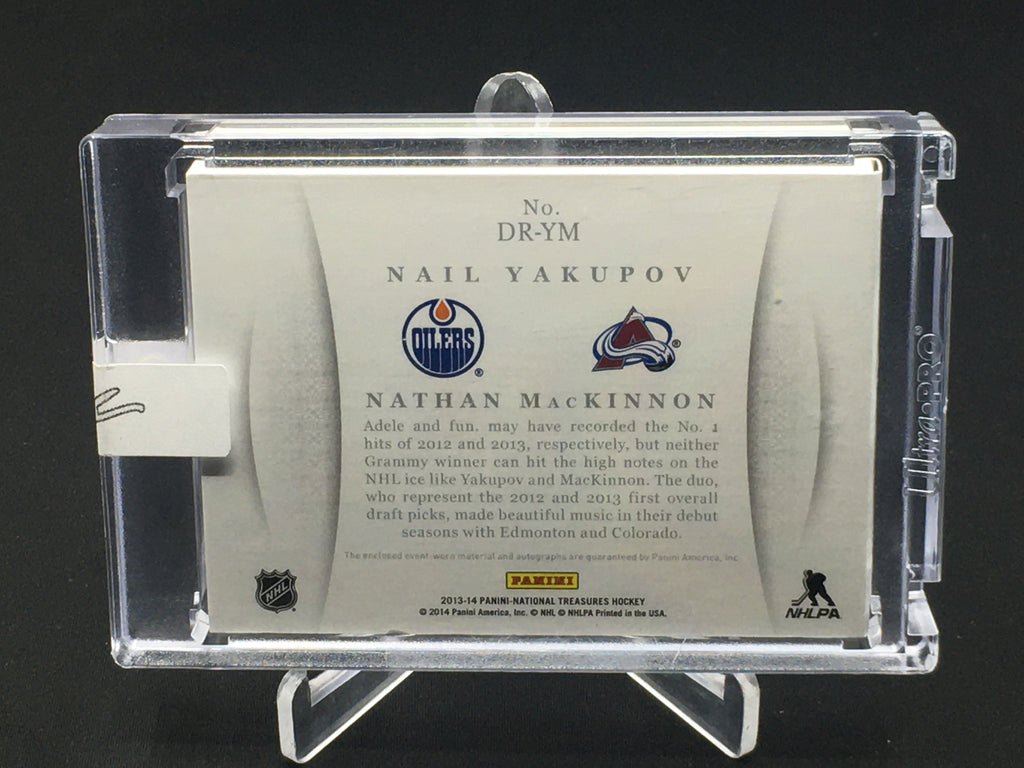 No.
DR-YM
NAIL YAKUPOV
OILERS ®
A ®
NATHAN MACKINNON
Adele and fun. may have recorded the No. 1
hits of 2012 and 2013, respectively, but neither
Grammy winner can hit the high notes on the
NHL ice like Yakupov and MacKinnon. The duo,
who represent the 2012 and 2013 first overall
draft picks, made beautiful music in their debut
seasons with Edmonton and Colorado.
The enclosed event-worn material and autographs are guaranteed by Panini America, Inc.
PANINI
2013-14 PANINI-NATIONAL TREASURES HOCKEY
© 2014 Panini America, Inc. © NHL © NHLPA Printed in the USA.
NHL
NHLPA
Ultra·PRO®